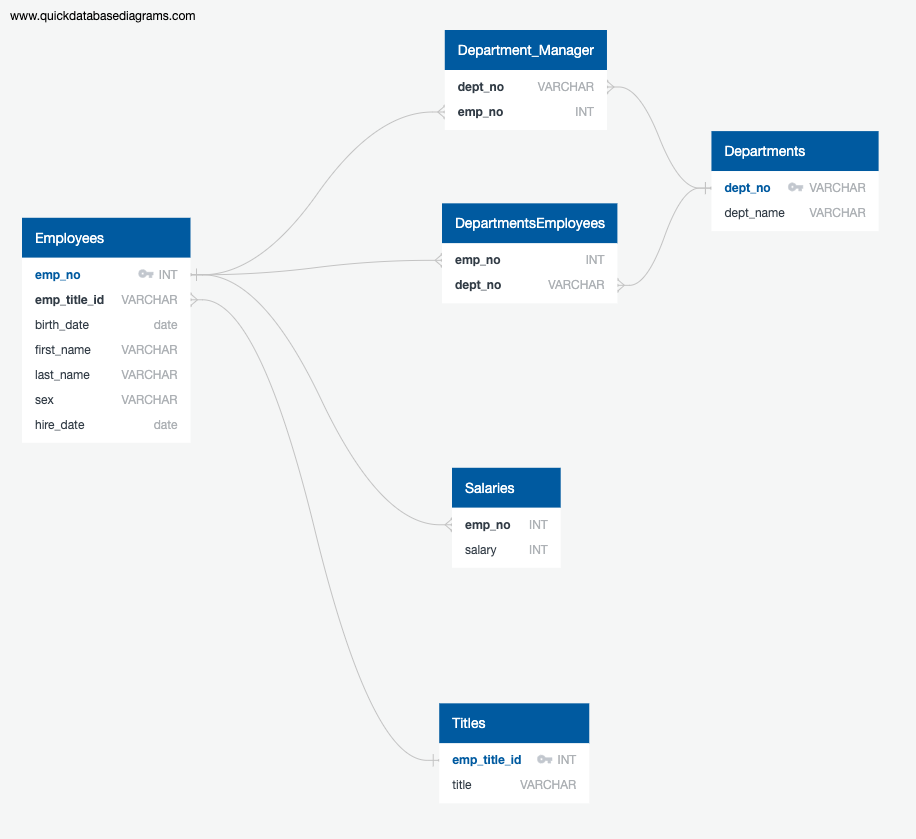 www.quickdatabasediagrams.com
Department_Manager
dept_no VARCHAR
emp_no INT
Departments
dept_no VARCHAR
dept_name VARCHAR
DepartmentsEmployees
emp_no INT
dept_no VARCHAR
Employees
emp_no INT
emp_title_id VARCHAR
birth_date date
first_name VARCHAR
last_name VARCHAR
sex VARCHAR
hire_date date
Salaries
emp_no INT
salary INT
Titles
emp_title_id INT
title VARCHAR